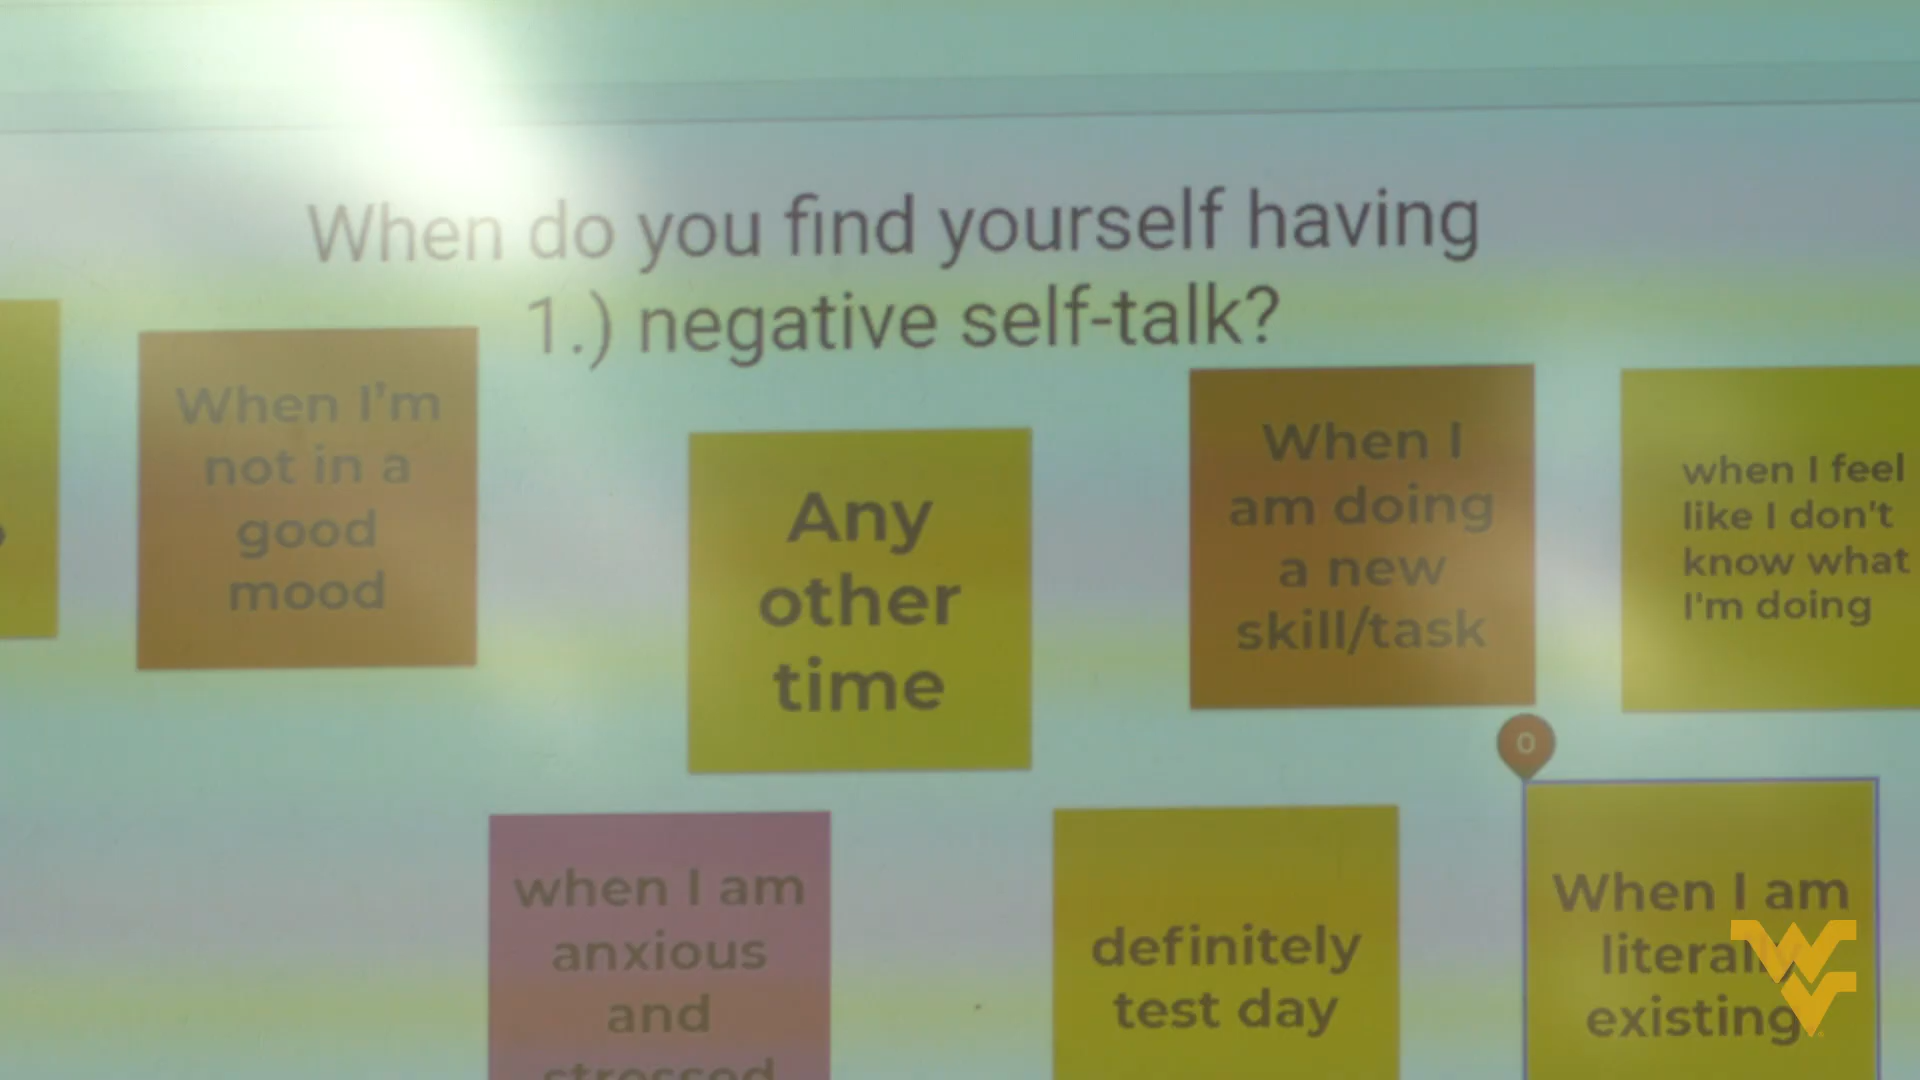 When do you find yourself having
1.) negative self-talk?
When I'm
not in a
good
mood
Any
other
time
When I
am doing
a new
skill/task
when I feel
like I don't
know what
I'm doing
0
when I am
anxious
and
stressed
definitely
test day
When I am
literally
existing